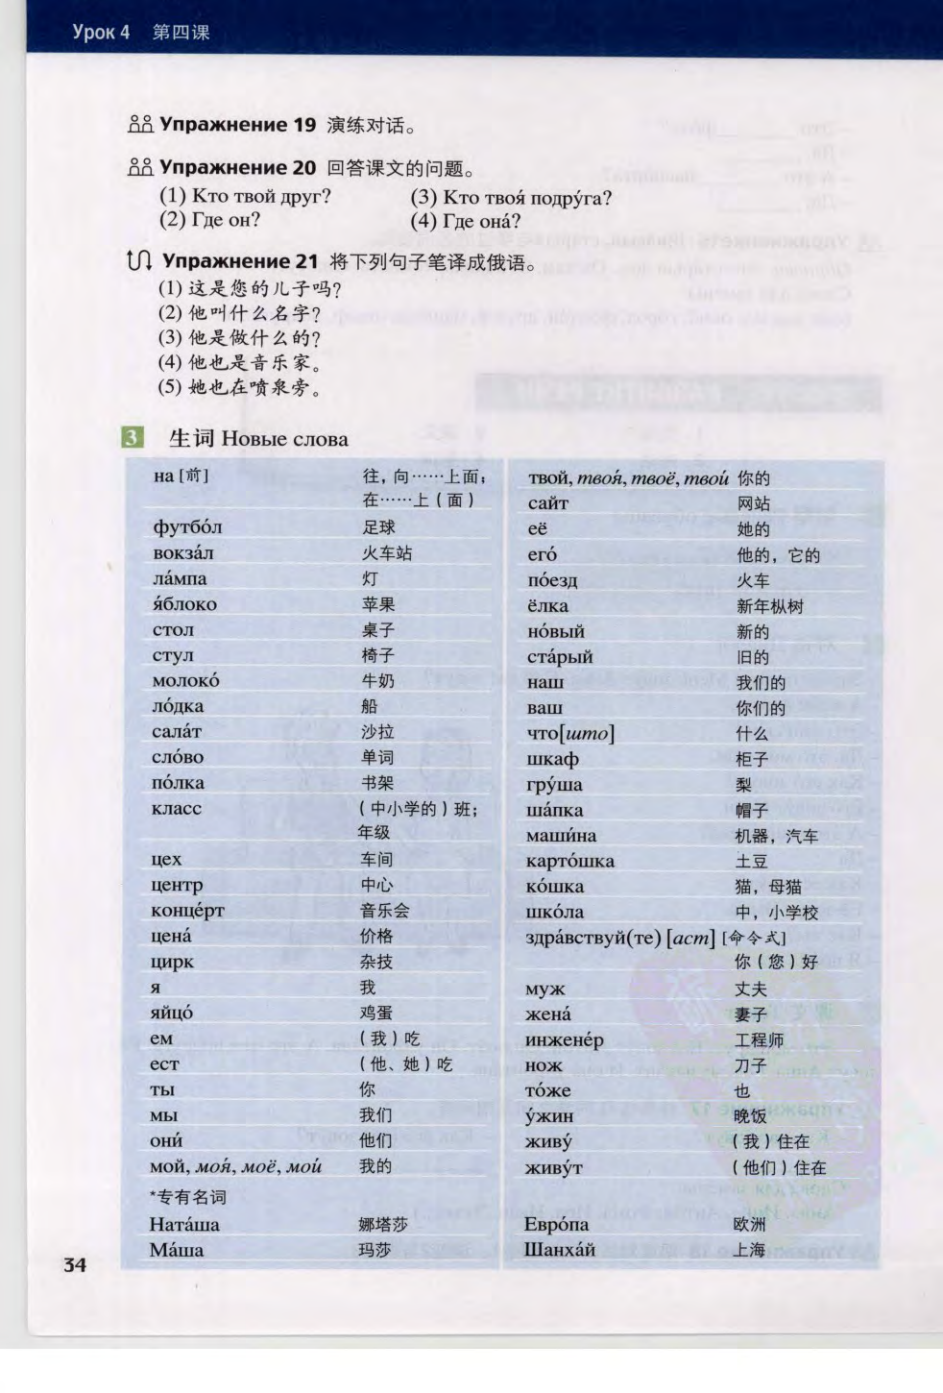 Урок 4 第四课
Упражнение 19 演练对话。
Упражнение 20 回答课文的问题。
(1) Кто твой друг? (3) Кто твоя́ подру́га?
(2) Где он? (4) Где она́?
Упражнение 21 将下列句子笔译成俄语。
(1) 这是您的儿子吗?
(2) 他叫什么名字?
(3) 他是做什么的?
(4) 他也是音乐家。
(5) 她也在喷泉旁。
3 生词 Новые слова
на [前] 往，向……上面，
在……上（面）
футбо́л 足球
вокза́л 火车站
ла́мпа 灯
я́блоко 苹果
стол 桌子
стул 椅子
молоко́ 牛奶
ло́дка 船
сала́т 沙拉
сло́во 单词
по́лка 书架
класс （中小学的）班；
年级
цех 车间
центр 中心
конце́рт 音乐会
цена́ 价格
цирк 杂技
я 我
яйцо́ 鸡蛋
ем （我）吃
ест （他、她）吃
ты 你
мы 我们
они́ 他们
мой, моя́, моё, мои́ 我的
*专有名词
Ната́ша 娜塔莎
Ма́ша 玛莎
твой, твоя́, твоё, твои́ 你的
сайт 网站
её 她的
его́ 他的，它的
по́езд 火车
ёлка 新年枞树
но́вый 新的
ста́рый 旧的
наш 我们的
ваш 你们的
что[што] 什么
шкаф 柜子
гру́ша 梨
ша́пка 帽子
маши́на 机器，汽车
карто́шка 土豆
ко́шка 猫，母猫
шко́ла 中，小学校
здра́вствуй(те) [аст] [命令式]
你（您）好
муж 丈夫
жена́ 妻子
инжене́р 工程师
нож 刀子
то́же 也
у́жин 晚饭
живу́ （我）住在
живу́т （他们）住在
Евро́па 欧洲
Шанха́й 上海
34